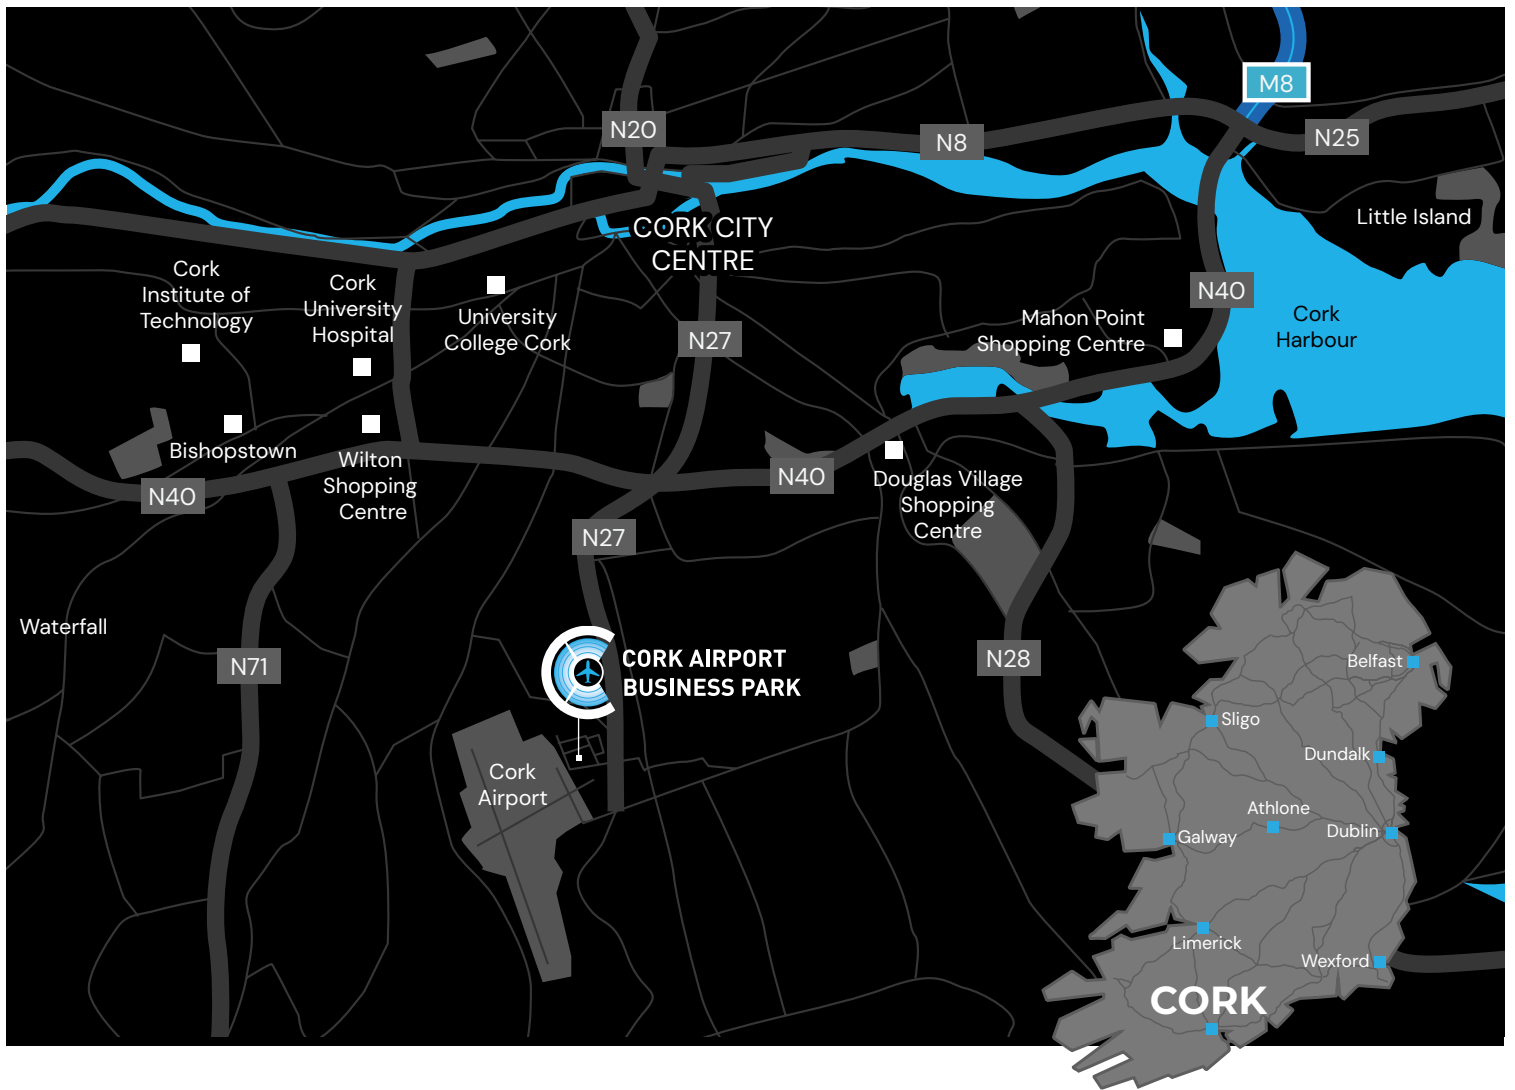 M8
N20
N8
N25
Little Island
CORK CITY
CENTRE
Cork
Institute of
Technology
Cork
University
Hospital
University
College Cork
N27
N40
Cork
Harbour
Mahon Point
Shopping Centre
Bishopstown
Wilton
Shopping
Centre
N40
N40
Douglas Village
Shopping
Centre
N27
Waterfall
N71
CORK AIRPORT
BUSINESS PARK
N28
Cork
Airport
Belfast
Sligo
Dundalk
Athlone
Galway
Dublin
Limerick
Wexford
CORK